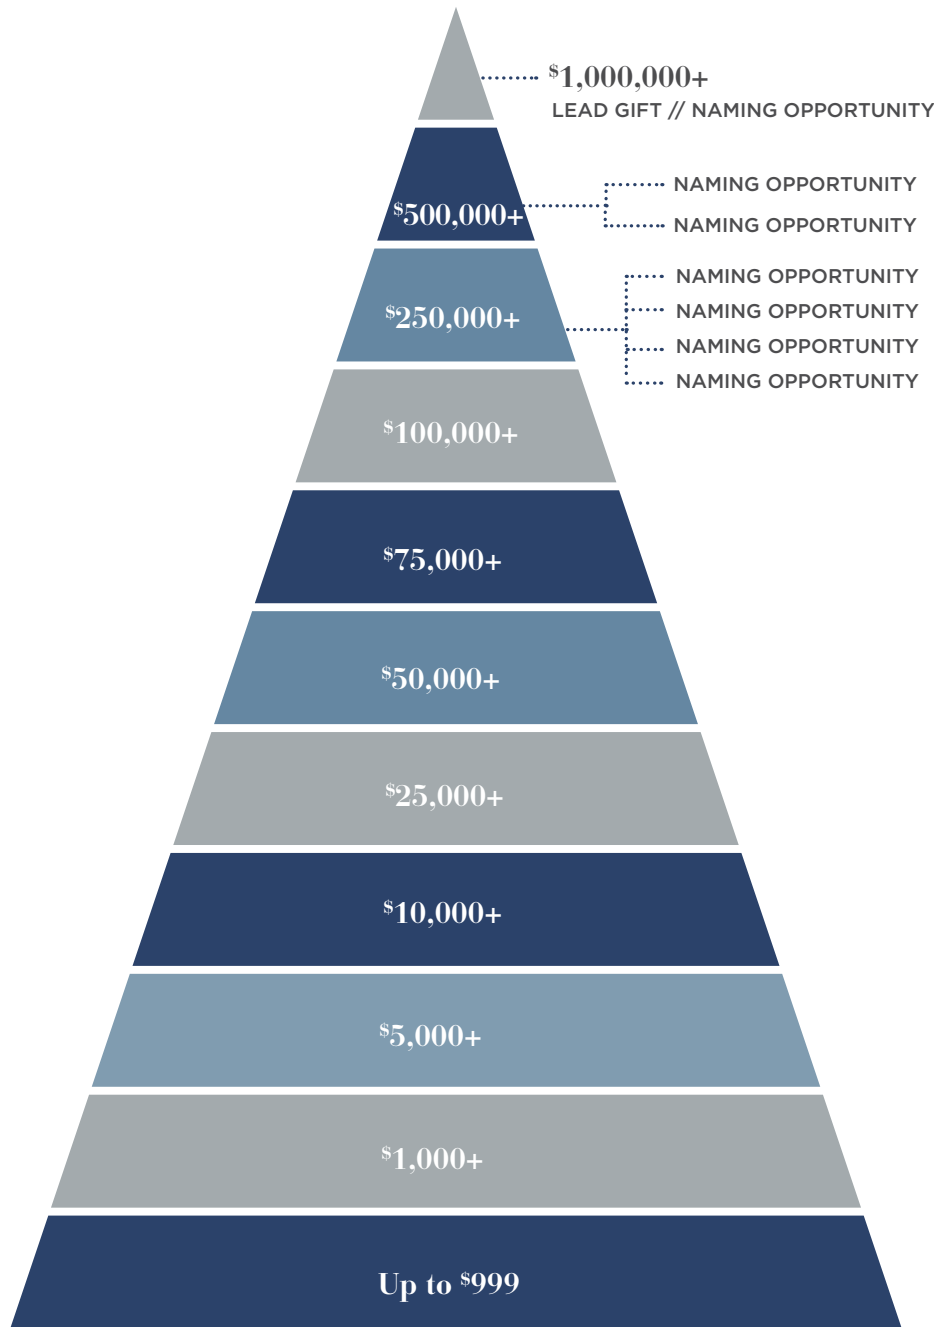 $1,000,000+
LEAD GIFT // NAMING OPPORTUNITY
NAMING OPPORTUNITY
$500,000+
NAMING OPPORTUNITY
NAMING OPPORTUNITY
NAMING OPPORTUNITY
$250,000+
NAMING OPPORTUNITY
NAMING OPPORTUNITY
$100,000+
$75,000+
$50,000+
$25,000+
$10,000+
$5,000+
$1,000+
Up to $999